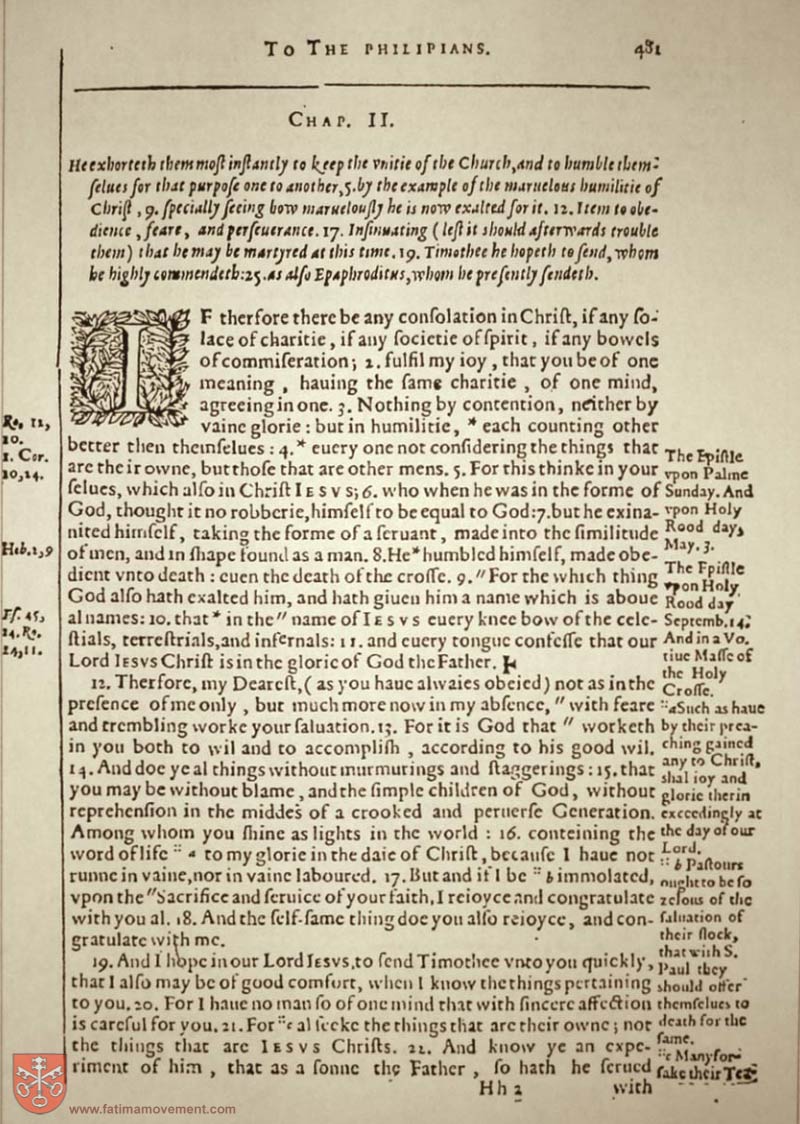 TO THE PHILIPIANS. 481
CHAP. II.
He exhorteth them most instantly to keep the vnitie of the Church, and to humble them-
selues for that purpose one to another, 5. by the example of the maruelous humilitie of
Christ, 9. specially seeing how maruelously he is now exalted for it. 12. Item to obe-
dience, feare, and perseuerance. 17. Insinuating (lest it should afterwards trouble
them) that he may be martyred at this time. 19. Timothee he hopeth to send, whom
he highly commendeth: 25. as also Epaphroditus, whom he presently sendeth.
IF therfore there be any consolation in Christ, if any so-
lace of charitie, if any societie of spirit, if any bowels
of commiseration; 2. fulfil my ioy, that you be of one
meaning, hauing the same charitie, of one mind,
agreeing in one. 3. Nothing by contention, neither by
vaine glorie: but in humilitie, * each counting other
better then themselues: 4. * euery one not considering the things that
are their owne, but those that are other mens. 5. For this thinke in your
selues, which also in Christ IESVS; 6. who when he was in the forme of
God, thought it no robberie, himself to be equal to God: 7. but he exina-
nited himself, taking the forme of a seruant, made into the similitude
of men, and in shape found as a man. 8. He * humbled himself, made obe-
dient vnto death: euen the death of the crosse. 9. " For the which thing
God also hath exalted him, and hath giuen him a name which is aboue
al names: 10. that * in the " name of IESVS euery knee bow of the cele-
stials, terrestrials, and infernals: 11. and euery tongue confesse that our
Lord IESVS Christ is in the glorie of God the Father.
12. Therfore, my Dearest, (as you haue alwaies obeied) not as in the
presence of me only, but much more now in my absence, " with feare
and trembling worke your saluation. 13. For it is God that " worketh
in you both to wil and to accomplish, according to his good wil.
14. And doe ye al things without murmurings and staggerings: 15. that
you may be without blame, and the simple children of God, without
reprehension in the middes of a crooked and peruerse Generation.
Among whom you shine as lights in the world: 16. conteining the
word of life :: a to my glorie in the daie of Christ, because I haue not
runne in vaine, nor in vaine laboured. 17. But and if I be :: b immolated,
vpon the " Sacrifice and seruice of your faith, I reioyce and congratulate
with you al. 18. And the self-same thing doe you also reioyce, and con-
gratulate with me.
19. And I hope in our Lord IESVS, to send Timothee vnto you quickly,
that I also may be of good comfort, when I know the things pertaining
to you. 20. For I haue no man so of one mind that with sincere affection
is careful for you. 21. For :: c al seeke the things that are their owne; not
the things that are IESVS Christs. 22. And know ye an expe-
riment of him, that as a sonne the Father, so hath he serued
Hh 2 with
Ro. 12,
10.
1. Cor.
10,24.
Heb. 2,9
Is. 45,
24. Ro.
14,11.
The Epistle
vpon Palme
Sunday. And
vpon Holy
Rood day,
May. 3.
The Epistle
vpon Holy
Rood day
Septemb. 14.
And in a Vo-
tiue Masse of
the Holy
Crosse.
:: a Such as haue
by their prea-
ching gained
any to Christ,
shal ioy and
glorie therin
exceedingly at
the day of our
Lord.
:: b Pastours
ought to be so
zelous of the
saluation of
their flock,
that with S.
Paul they
should offer
themselues to
death for the
same.
:: c Many for-
sake their
www.fatimamovement.com